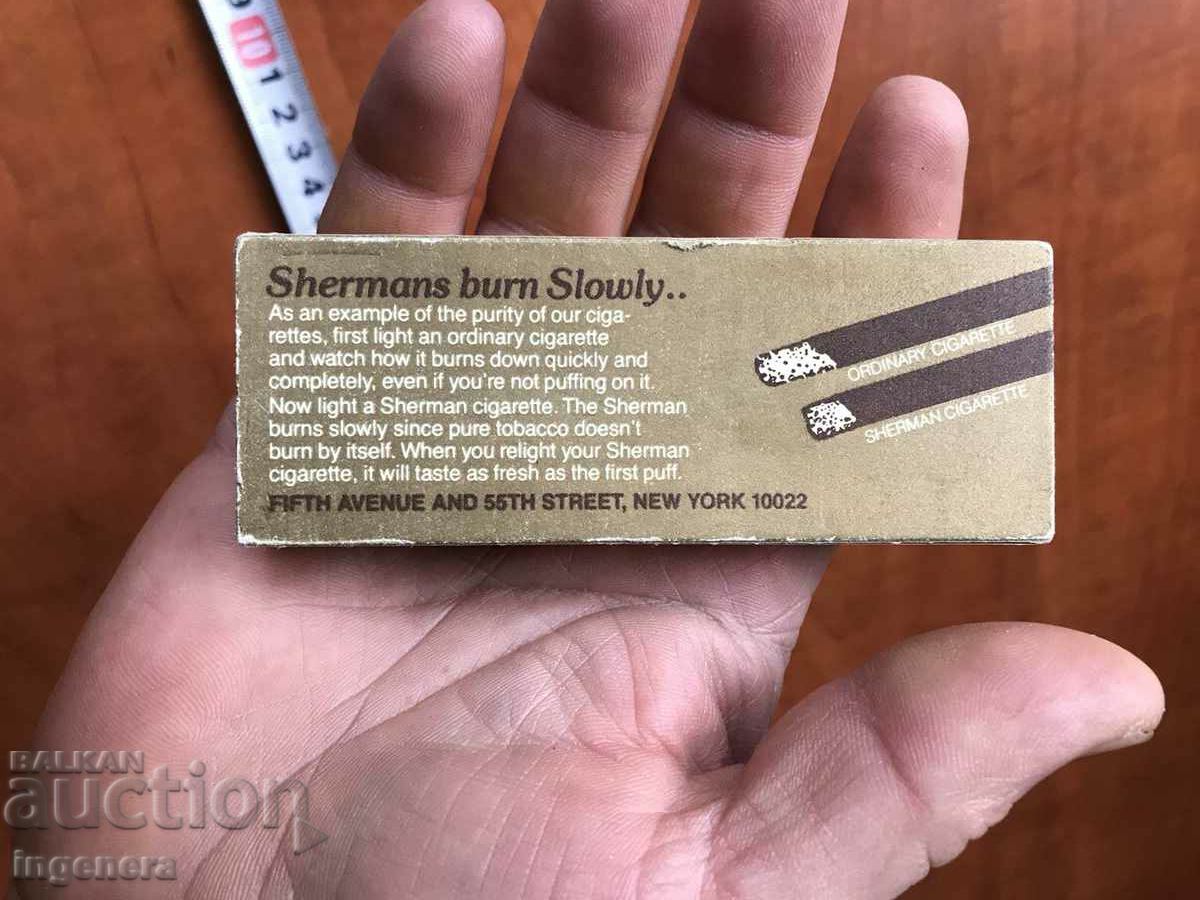 10 1 2 3 4
Shermans burn Slowly..
As an example of the purity of our ciga-
rettes, first light an ordinary cigarette
and watch how it burns down quickly and
completely, even if you're not puffing on it.
Now light a Sherman cigarette. The Sherman
burns slowly since pure tobacco doesn't
burn by itself. When you relight your Sherman
cigarette, it will taste as fresh as the first puff.
FIFTH AVENUE AND 55TH STREET, NEW YORK 10022
ORDINARY CIGARETTE
SHERMAN CIGARETTE
BALKAN
auction
ingenera